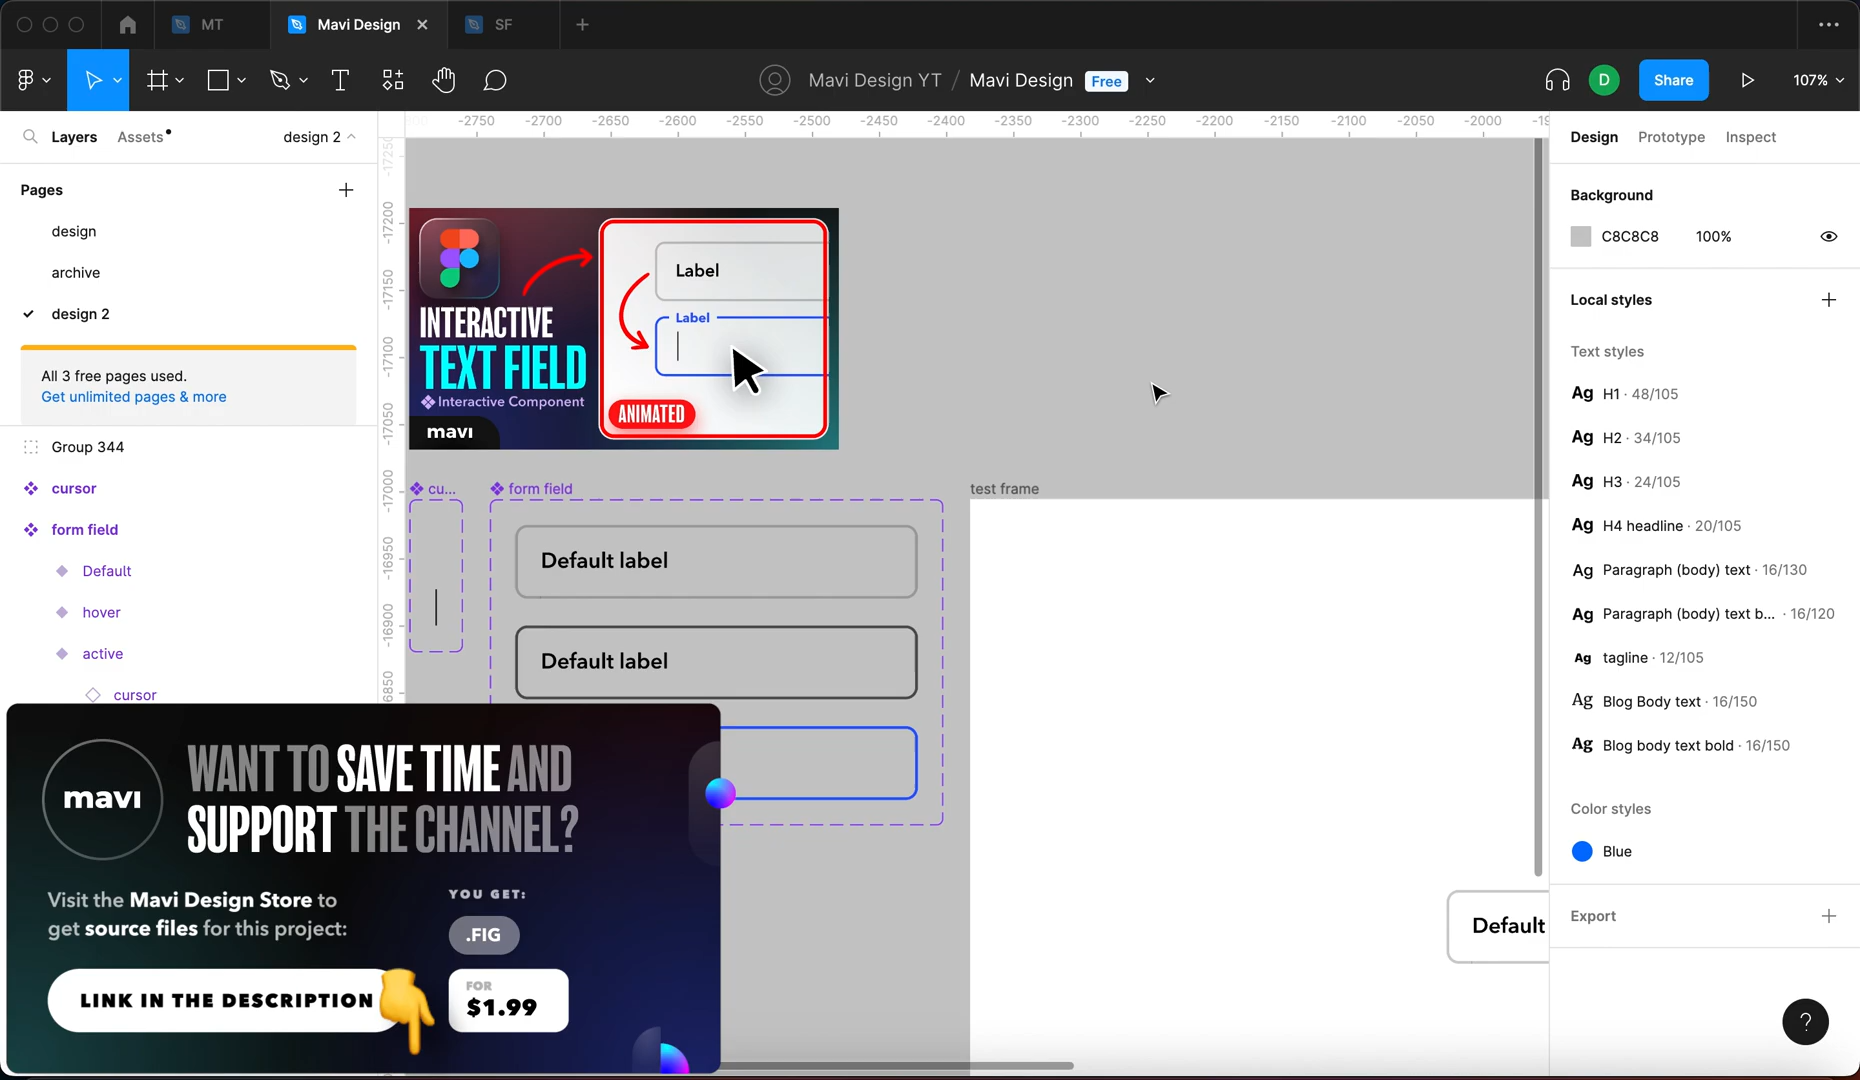 MT
Mavi Design
SF
Mavi Design YT / Mavi Design Free
D
Share
107%
Layers
Assets
design 2
Pages
design
archive
design 2
All 3 free pages used.
Get unlimited pages & more
Group 344
cursor
form field
Default
hover
active
cursor
-2750 -2700 -2650 -2600 -2550 -2500 -2450 -2400 -2350 -2300 -2250 -2200 -2150 -2100 -2050 -2000
-17200
-17150
-17100
-17050
-17000
-16950
-16900
INTERACTIVE
TEXT FIELD
Interactive Component
mavi
Label
Label
ANIMATED
cu...
form field
test frame
Default label
Default label
Default
WANT TO SAVE TIME AND
SUPPORT THE CHANNEL?
mavi
Visit the Mavi Design Store to
get source files for this project:
LINK IN THE DESCRIPTION
YOU GET:
.FIG
FOR
$1.99
Design
Prototype
Inspect
Background
C8C8C8 100%
Local styles
Text styles
Ag H1 · 48/105
Ag H2 · 34/105
Ag H3 · 24/105
Ag H4 headline · 20/105
Ag Paragraph (body) text · 16/130
Ag Paragraph (body) text b... · 16/120
Ag tagline · 12/105
Ag Blog Body text · 16/150
Ag Blog body text bold · 16/150
Color styles
Blue
Export
?